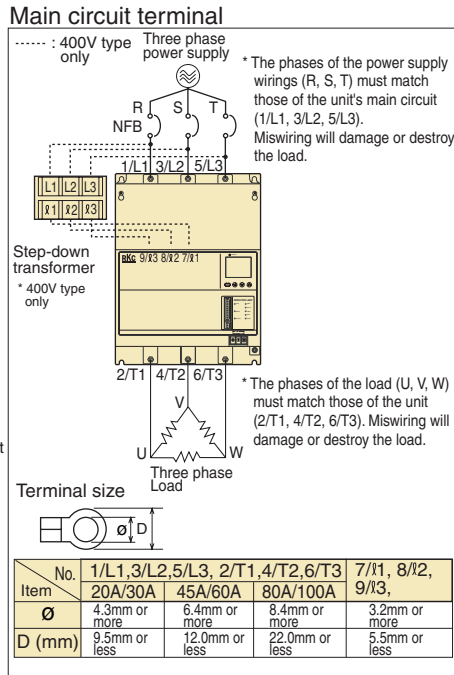 Main circuit terminal
: 400V type
only
Three phase
power supply
* The phases of the power supply
wirings (R, S, T) must match
those of the unit's main circuit
(1/L1, 3/L2, 5/L3).
Miswiring will damage or destroy
the load.
R S T
NFB
1/L1 3/L2 5/L3
L1 L2 L3
ℓ1 ℓ2 ℓ3
Step-down
transformer
* 400V type
only
RKC 9/ℓ3 8/ℓ2 7/ℓ1
2/T1 4/T2 6/T3
* The phases of the load (U, V, W)
must match those of the unit
(2/T1, 4/T2, 6/T3). Miswiring will
damage or destroy the load.
V
U W
Three phase
Load
t
Terminal size
ø D
No. 1/L1,3/L2,5/L3, 2/T1,4/T2,6/T3 7/ℓ1, 8/ℓ2,
9/ℓ3,
Item 20A/30A 45A/60A 80A/100A
ø 4.3mm or more 6.4mm or more 8.4mm or more 3.2mm or more
D (mm) 9.5mm or less 12.0mm or less 22.0mm or less 5.5mm or less